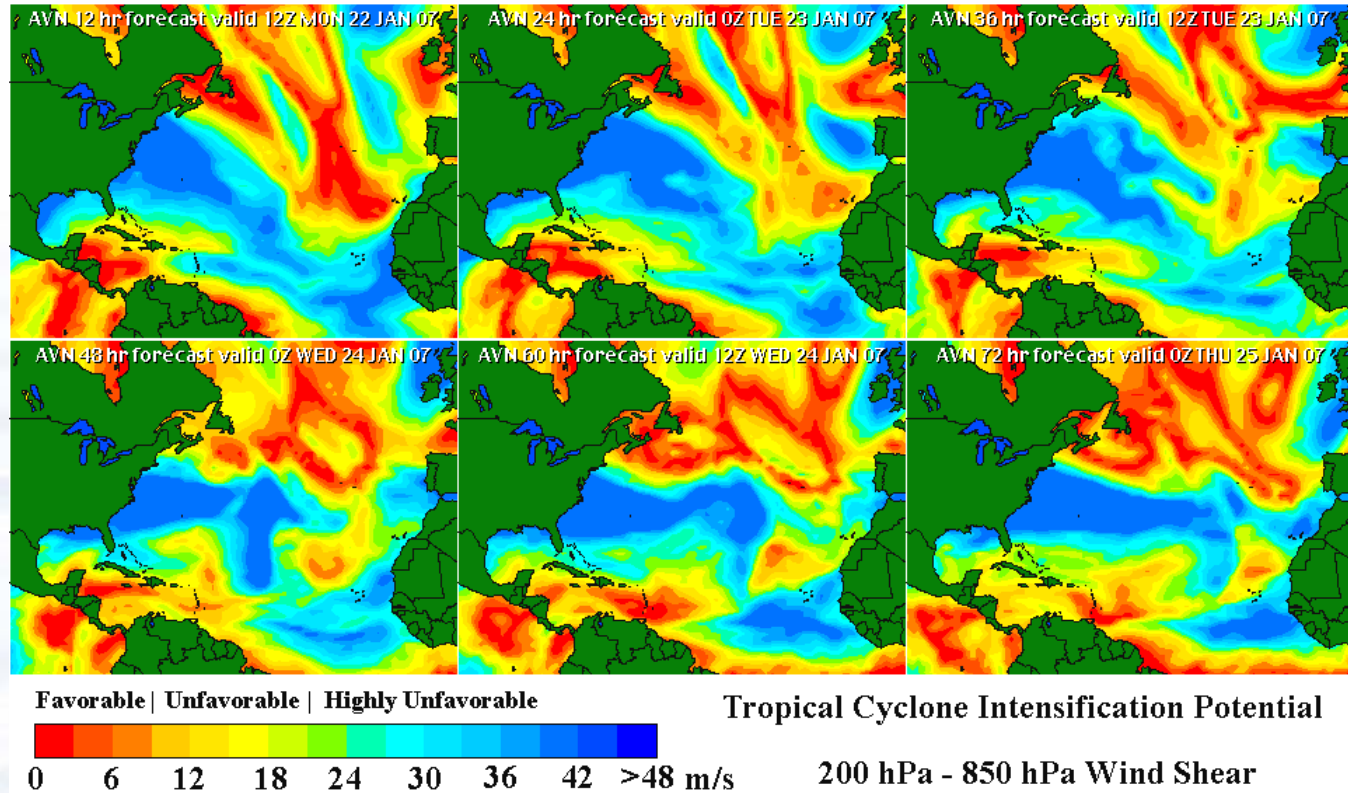 AVN 12 hr forecast valid 12Z MON 22 JAN 07
AVN 24 hr forecast valid 0Z TUE 23 JAN 07
AVN 36 hr forecast valid 12Z TUE 23 JAN 07
AVN 48 hr forecast valid 0Z WED 24 JAN 07
AVN 60 hr forecast valid 12Z WED 24 JAN 07
AVN 72 hr forecast valid 0Z THU 25 JAN 07
Favorable | Unfavorable | Highly Unfavorable
0 6 12 18 24 30 36 42 >48 m/s
Tropical Cyclone Intensification Potential
200 hPa - 850 hPa Wind Shear